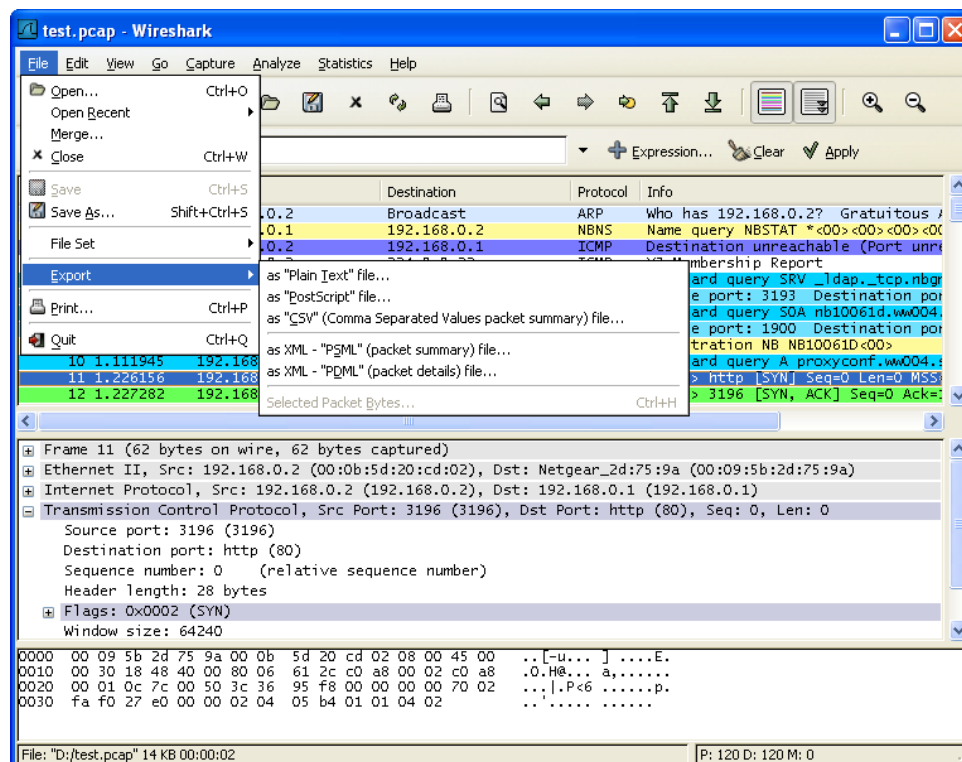 test.pcap - Wireshark
File Edit View Go Capture Analyze Statistics Help
Open... Ctrl+O
Open Recent
Merge...
Close Ctrl+W
Save Ctrl+S
Save As... Shift+Ctrl+S
File Set
Export
Print... Ctrl+P
Quit Ctrl+Q
as "Plain Text" file...
as "PostScript" file...
as "CSV" (Comma Separated Values packet summary) file...
as XML - "PSML" (packet summary) file...
as XML - "PDML" (packet details) file...
Selected Packet Bytes... Ctrl+H
Expression... Clear Apply
Destination Protocol Info
.0.2 Broadcast ARP Who has 192.168.0.2? Gratuitous
.0.1 192.168.0.2 NBNS Name query NBSTAT *<00><00><00><00
.0.2 192.168.0.1 ICMP Destination unreachable (Port unre
Membership Report
ard query SRV _ldap._tcp.nbgr
e port: 3193 Destination por
ard query SOA nb10061d.ww004.
e port: 1900 Destination por
tration NB NB10061D<00>
10 1.111945 192.168 ard query A proxyconf.ww004.s
11 1.226156 192.168 > http [SYN] Seq=0 Len=0 MSS
12 1.227282 192.168 > 3196 [SYN, ACK] Seq=0 Ack=
Frame 11 (62 bytes on wire, 62 bytes captured)
Ethernet II, Src: 192.168.0.2 (00:0b:5d:20:cd:02), Dst: Netgear_2d:75:9a (00:09:5b:2d:75:9a)
Internet Protocol, Src: 192.168.0.2 (192.168.0.2), Dst: 192.168.0.1 (192.168.0.1)
Transmission Control Protocol, Src Port: 3196 (3196), Dst Port: http (80), Seq: 0, Len: 0
Source port: 3196 (3196)
Destination port: http (80)
Sequence number: 0 (relative sequence number)
Header length: 28 bytes
Flags: 0x0002 (SYN)
Window size: 64240
0000 00 09 5b 2d 75 9a 00 0b 5d 20 cd 02 08 00 45 00 ..[-u... ] ....E.
0010 00 30 18 48 40 00 80 06 61 2c c0 a8 00 02 c0 a8 .0.H@... a,......
0020 00 01 0c 7c 00 50 3c 36 95 f8 00 00 00 00 70 02 ...|.P<6 ......p.
0030 fa f0 27 e0 00 00 02 04 05 b4 01 01 04 02 ..'..... ......
File: "D:/test.pcap" 14 KB 00:00:02 P: 120 D: 120 M: 0